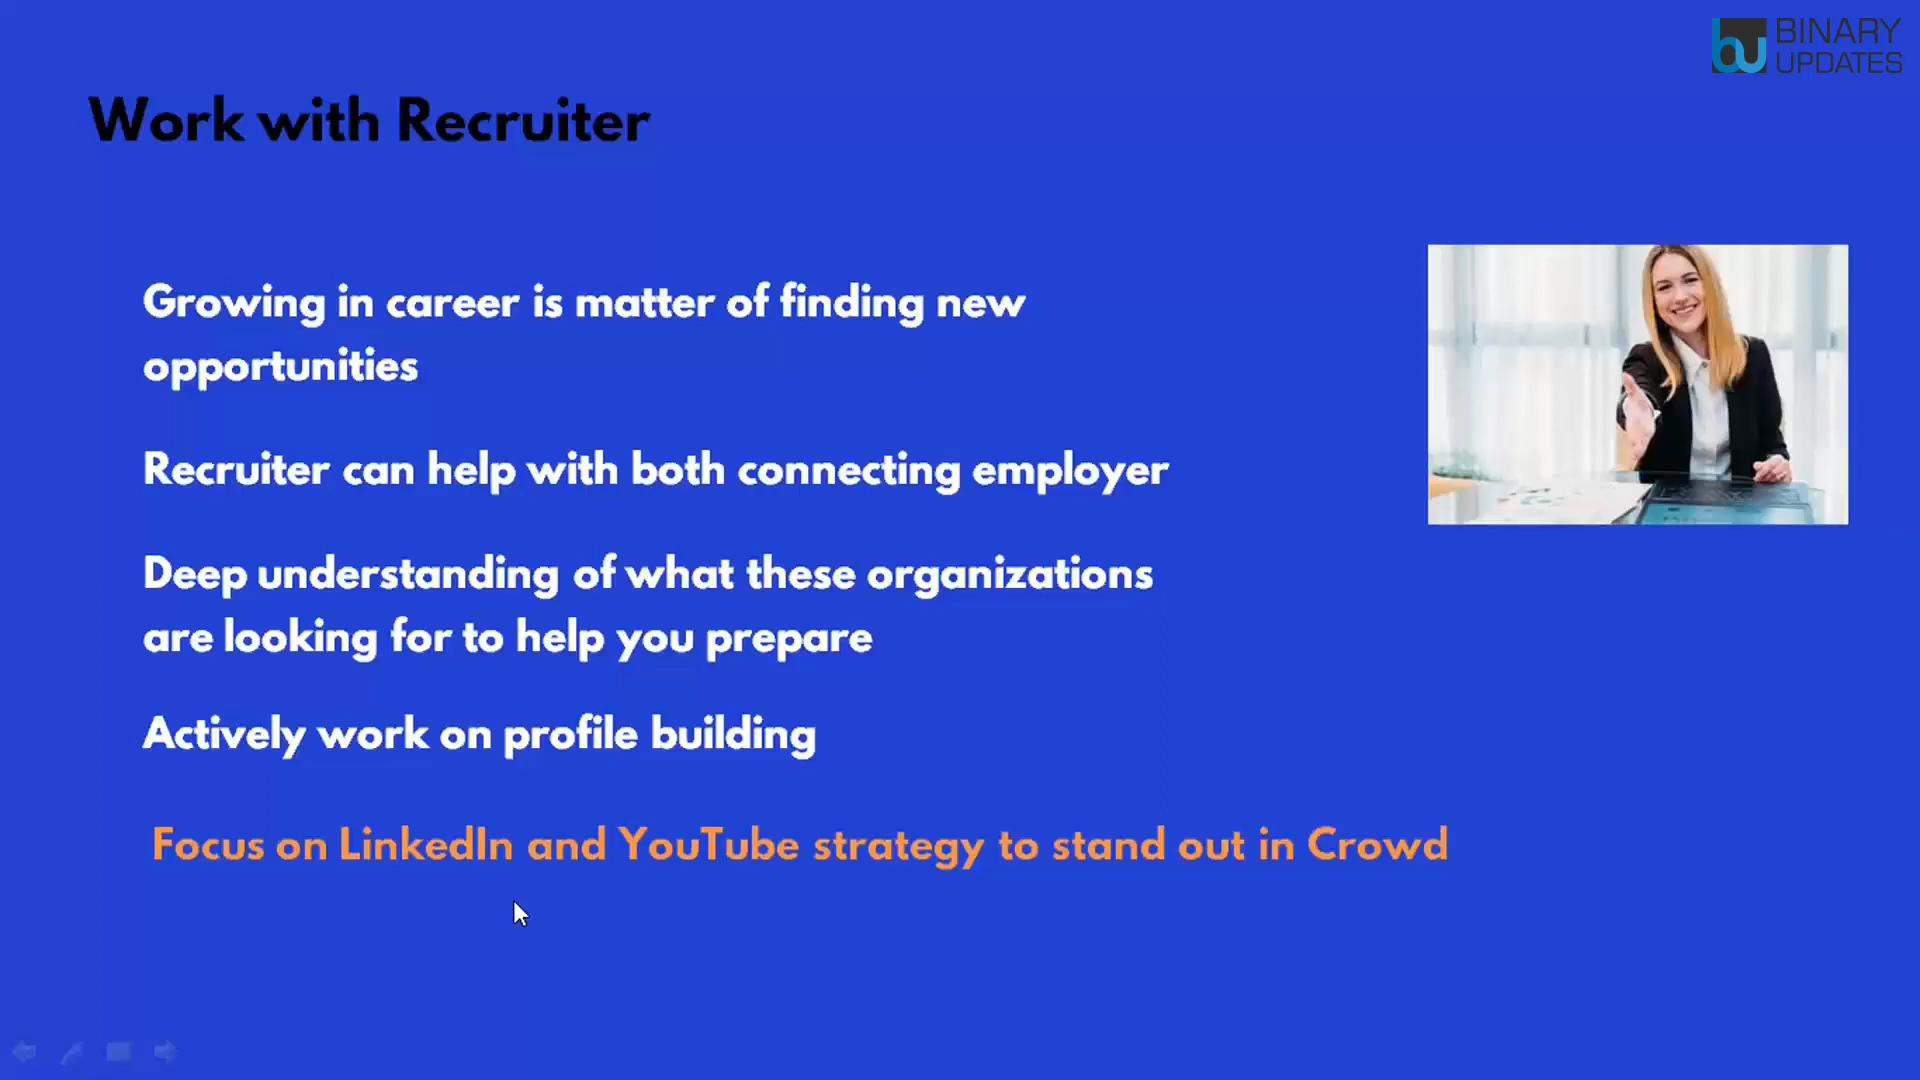 BINARY
UPDATES
Work with Recruiter
Growing in career is matter of finding new
opportunities
Recruiter can help with both connecting employer
Deep understanding of what these organizations
are looking for to help you prepare
Actively work on profile building
Focus on LinkedIn and YouTube strategy to stand out in Crowd